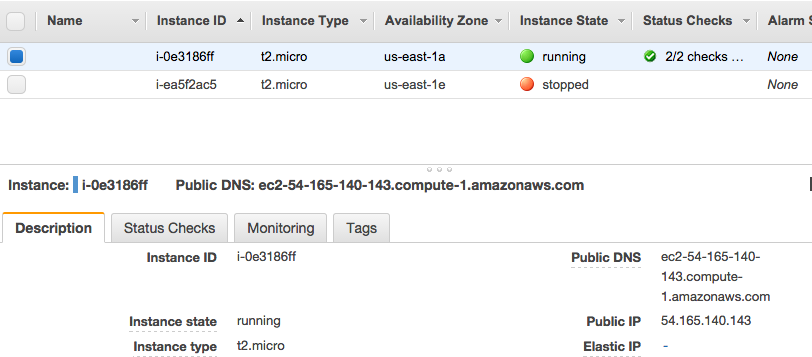 Name Instance ID Instance Type Availability Zone Instance State Status Checks Alarm S
i-0e3186ff t2.micro us-east-1a running 2/2 checks ... None
i-ea5f2ac5 t2.micro us-east-1e stopped None
Instance: i-0e3186ff Public DNS: ec2-54-165-140-143.compute-1.amazonaws.com
Description Status Checks Monitoring Tags
Instance ID i-0e3186ff Public DNS ec2-54-165-140-
143.compute-
1.amazonaws.com
Instance state running Public IP 54.165.140.143
Instance type t2.micro Elastic IP -